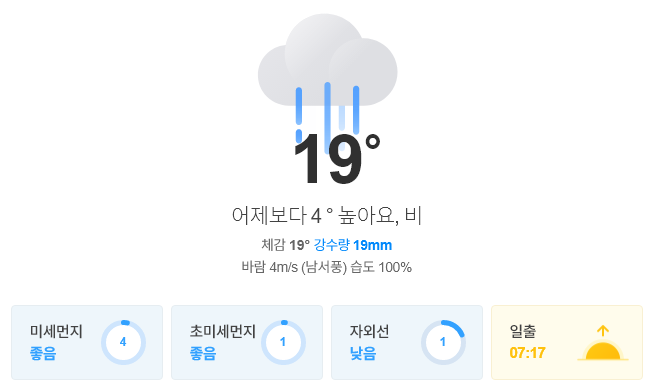 19°
어제보다 4° 높아요, 비
체감 19° 강수량 19mm
바람 4m/s (남서풍) 습도 100%
미세먼지
좋음
4
초미세먼지
좋음
1
자외선
낮음
1
일출
07:17